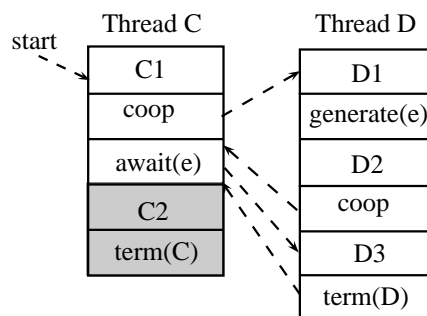 Thread C
Thread D
start
C1
coop
await(e)
C2
term(C)
D1
generate(e)
D2
coop
D3
term(D)